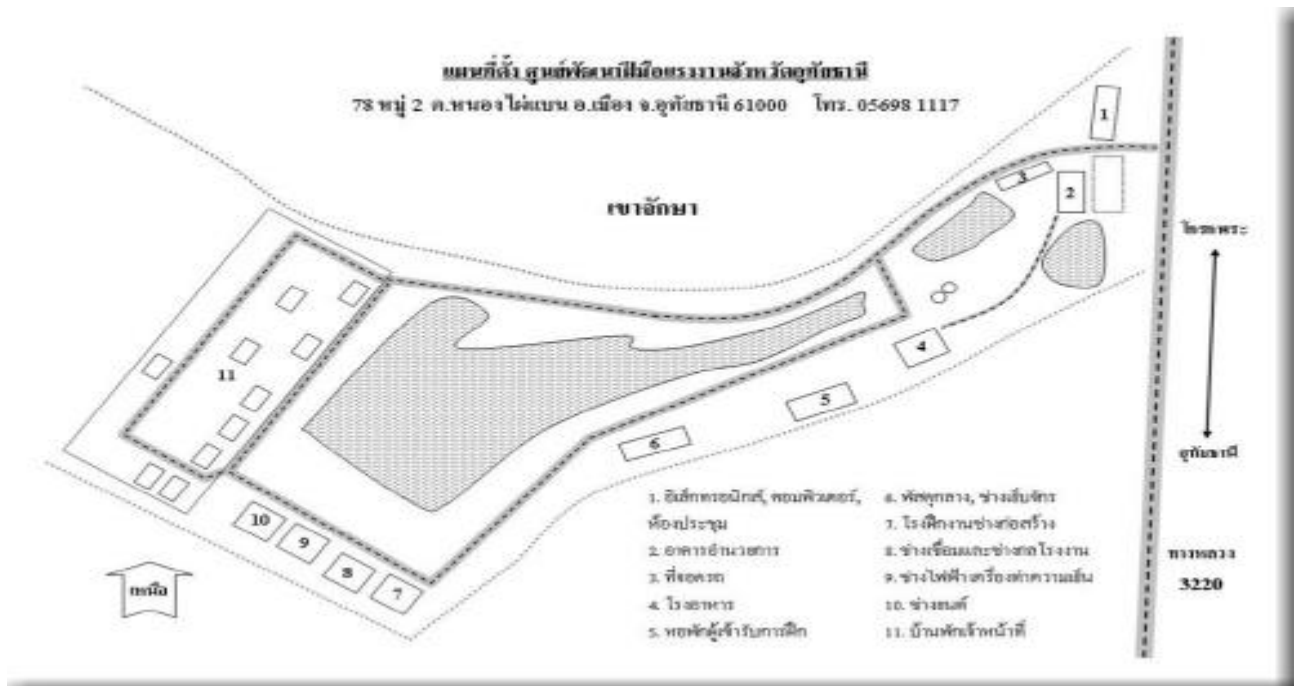 แผนที่ตั้ง ศูนย์พัฒนาฝีมือแรงงานจังหวัดอุทัยธานี
78 หมู่ 2 ต.หนองไผ่แบน อ.เมือง จ.อุทัยธานี 61000 โทร. 05698 1117
1
3
2
เขาจักษา
โกรกพระ
4
11
5
6
อุทัยธานี
10
9
8
7
เหนือ
1. อิเล็กทรอนิกส์, คอมพิวเตอร์,
ห้องประชุม
2. อาคารอำนวยการ
3. ที่จอดรถ
4. โรงอาหาร
5. หอพักผู้เข้ารับการฝึก
6. พัสดุกลาง, ช่างเย็บจักร
7. โรงฝึกงานช่างก่อสร้าง
8. ช่างเชื่อมและช่างกลโรงงาน
9. ช่างไฟฟ้าเครื่องทำความเย็น
10. ช่างยนต์
11. บ้านพักเจ้าหน้าที่
ทางหลวง
3220